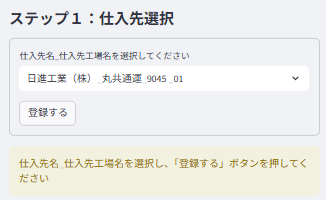 ステップ１：仕入先選択
仕入先名_仕入先工場名を選択してください
日進工業（株）_丸共通運_9045_01
登録する
仕入先名_仕入先工場名を選択し、「登録する」ボタンを押してく
ださい